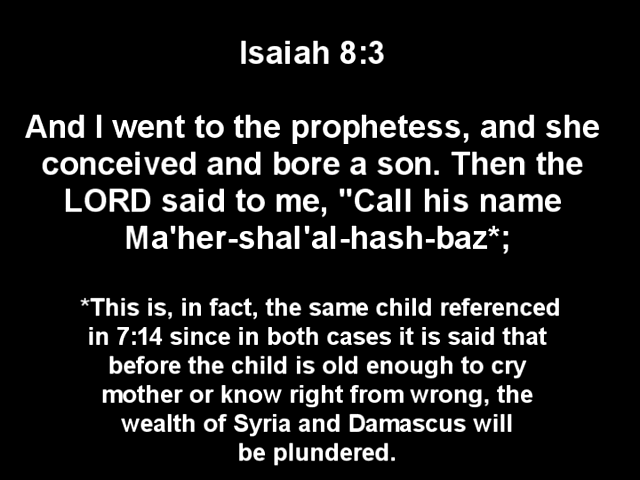 Isaiah 8:3
And I went to the prophetess, and she
conceived and bore a son. Then the
LORD said to me, "Call his name
Ma'her-shal'al-hash-baz*;
*This is, in fact, the same child referenced
in 7:14 since in both cases it is said that
before the child is old enough to cry
mother or know right from wrong, the
wealth of Syria and Damascus will
be plundered.